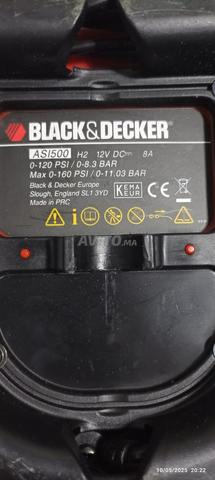 BLACK&DECKER
ASI500 H2 12V DC 8A
0-120 PSI / 0-8.3 BAR
Max 0-160 PSI / 0-11.03 BAR
Black & Decker Europe
Slough, England SL1 3YD
Made in PRC
KEMA
KEUR
CE
AVITO.MA
10/05/2025 20:22